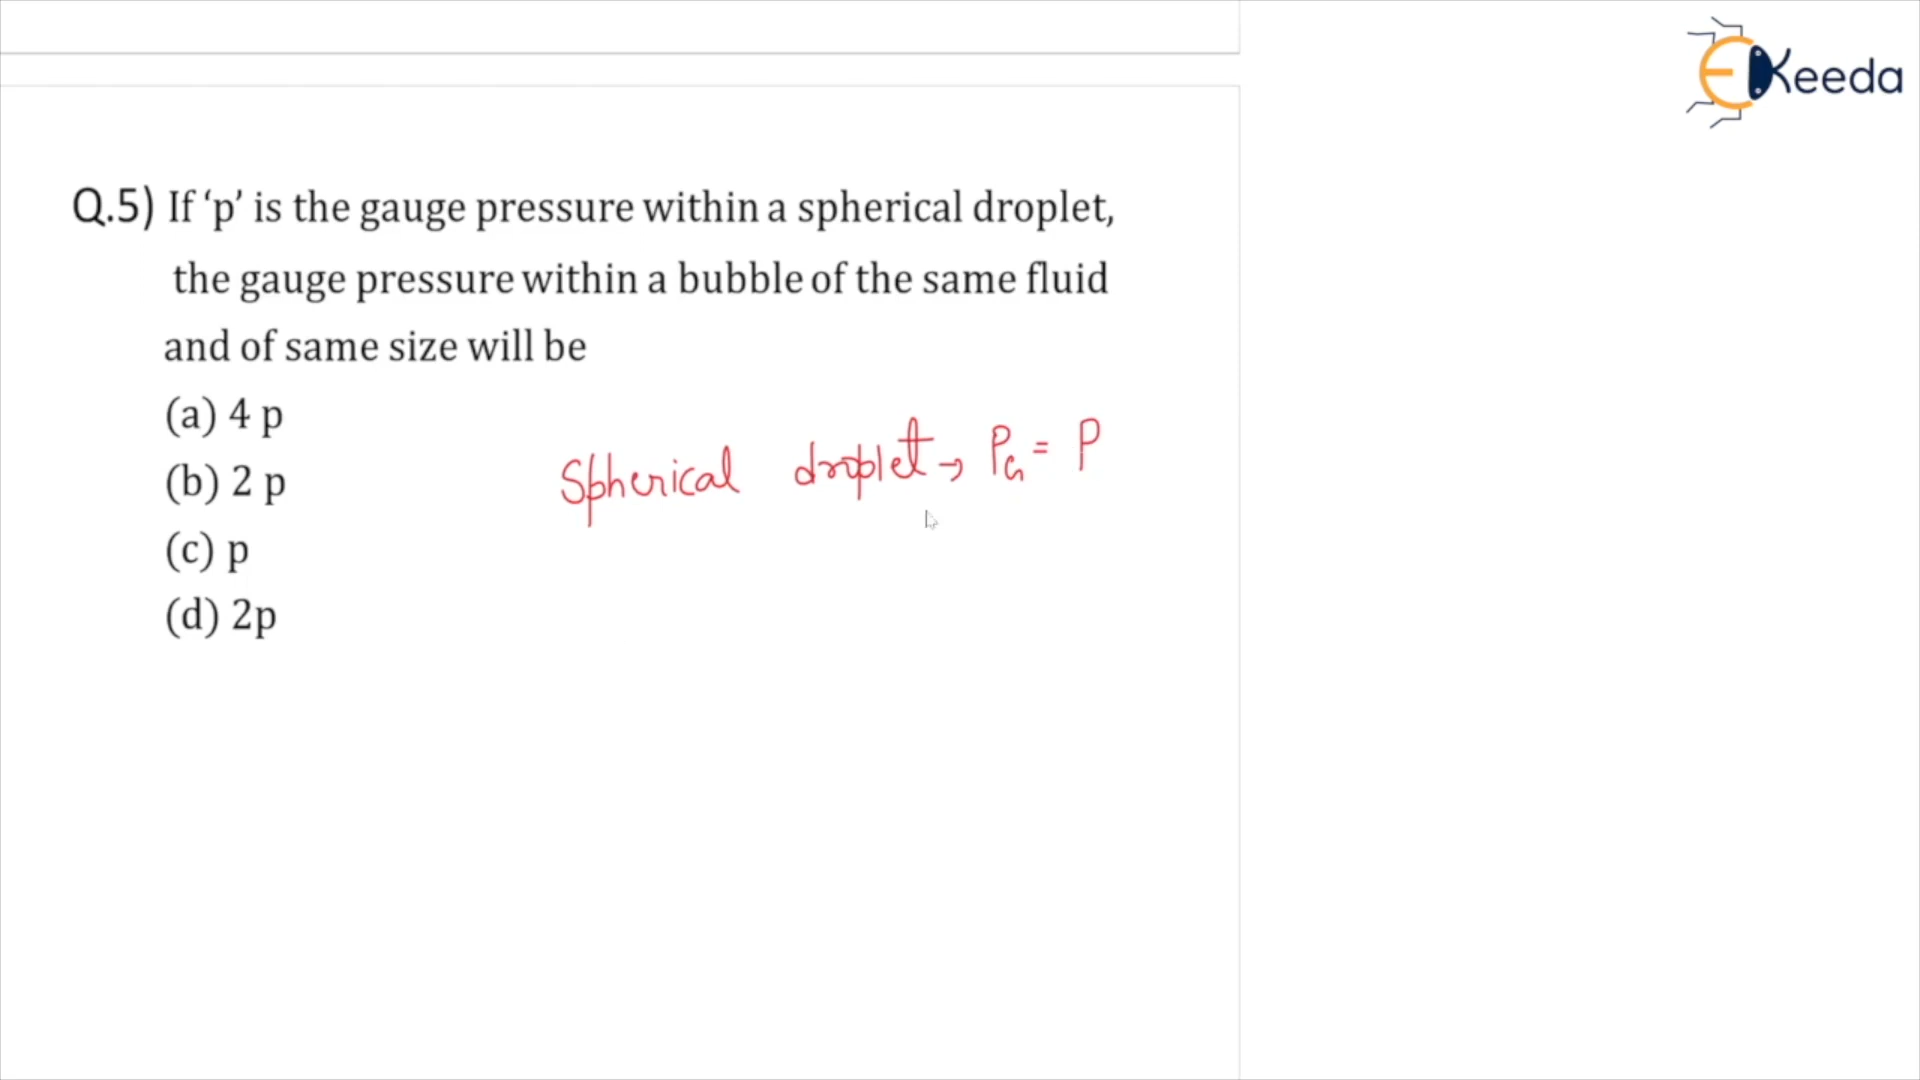 EKeeda
Q.5) If ‘p’ is the gauge pressure within a spherical droplet,
the gauge pressure within a bubble of the same fluid
and of same size will be
(a) 4 p
(b) 2 p
(c) p
(d) 2p
Spherical droplet → PG = P